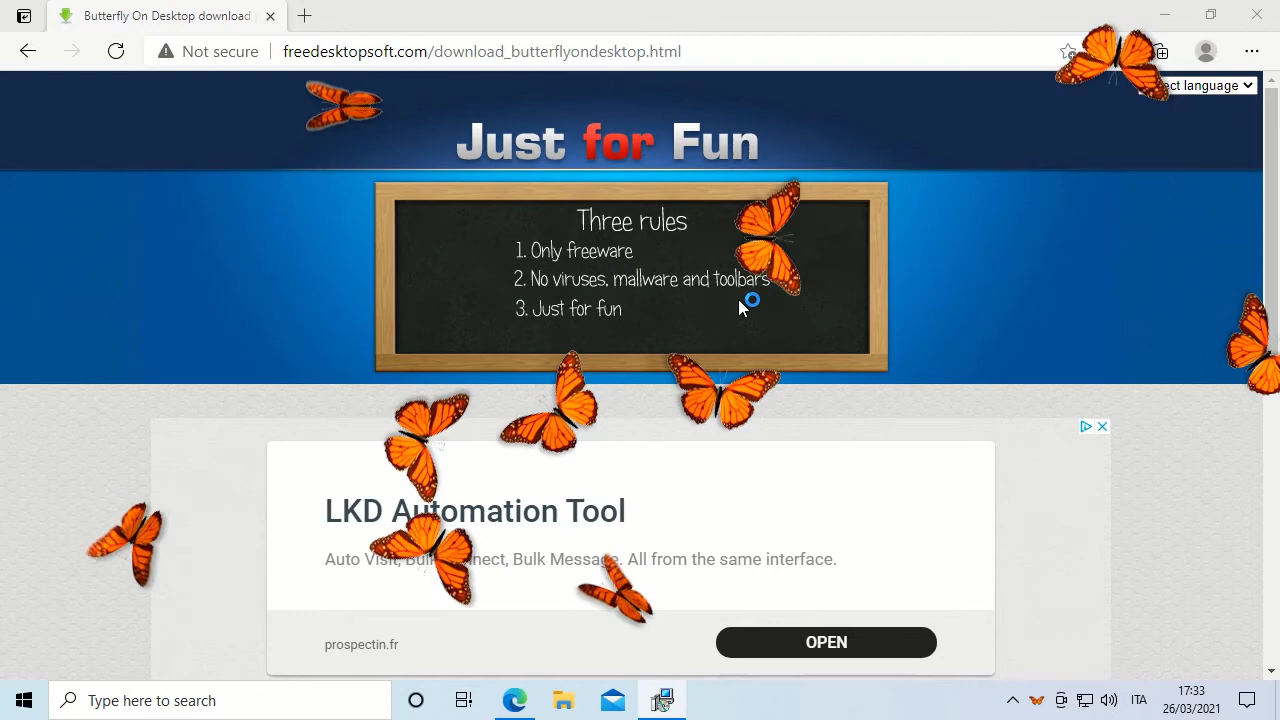 Butterfly On Desktop download
Not secure
freedesktopsoft.com/download_butterflyondesktop.html
language
Just for Fun
Three rules
1. Only freeware
2. No viruses, mallware and toolbars
3. Just for fun
LKD Automation Tool
Auto Visit, Bulk Connect, Bulk Message. All from the same interface.
prospectin.fr
OPEN
Type here to search
ITA
17:33
26/03/2021